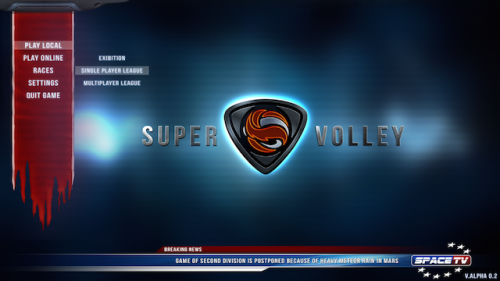 PLAY LOCAL
PLAY ONLINE
RACES
SETTINGS
QUIT GAME
EXIBITION
SINGLE PLAYER LEAGUE
MULTIPLAYER LEAGUE
SUPER VOLLEY
BREAKING NEWS
GAME OF SECOND DIVISION IS POSTPONED BECAUSE OF HEAVY METEOR RAIN IN MARS
SPACE TV
V.ALPHA 0.2